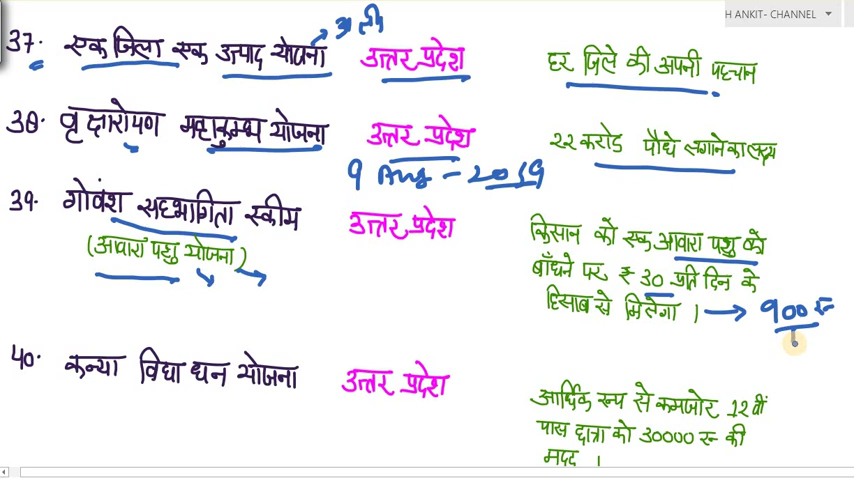 H ANKIT- CHANNEL
37. एक जिला एक उत्पाद योजना उत्तर प्रदेश हर जिले की अपनी पहचान
38. वृक्षारोपण महाकुम्भ योजना उत्तर प्रदेश 22 करोड पौधे लगाने का लक्ष्य
9 Aug - 2019
39. गोवंश सहभागिता स्कीम उत्तर प्रदेश
(आवारा पशु योजना)
किसान को एक आवारा पशु को
बाँधने पर ₹ 30 प्रति दिन के
हिसाब से मिलेगा । → 900 रू
40. कन्या विद्या धन योजना उत्तर प्रदेश
आर्थिक रूप से कमजोर 12वीं
पास छात्रा को 30000 रू की
मदद ।